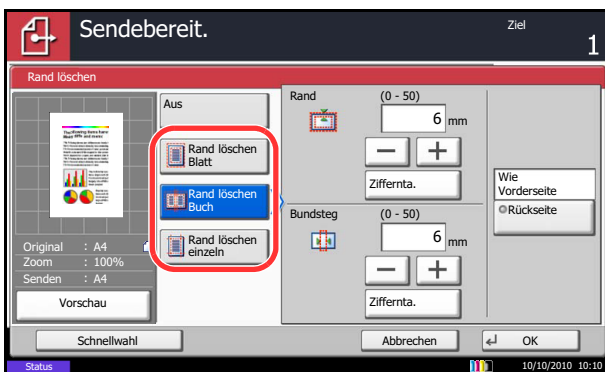 Sendebereit.
Ziel
1
Rand löschen
Aus
Rand löschen
Blatt
Rand löschen
Buch
Rand löschen
einzeln
Rand
(0 - 50)
6 mm
Ziffernta.
Bundsteg
(0 - 50)
6 mm
Ziffernta.
Wie
Vorderseite
Rückseite
Original : A4
Zoom : 100%
Senden : A4
Vorschau
Schnellwahl
Abbrechen
OK
Status
10/10/2010 10:10